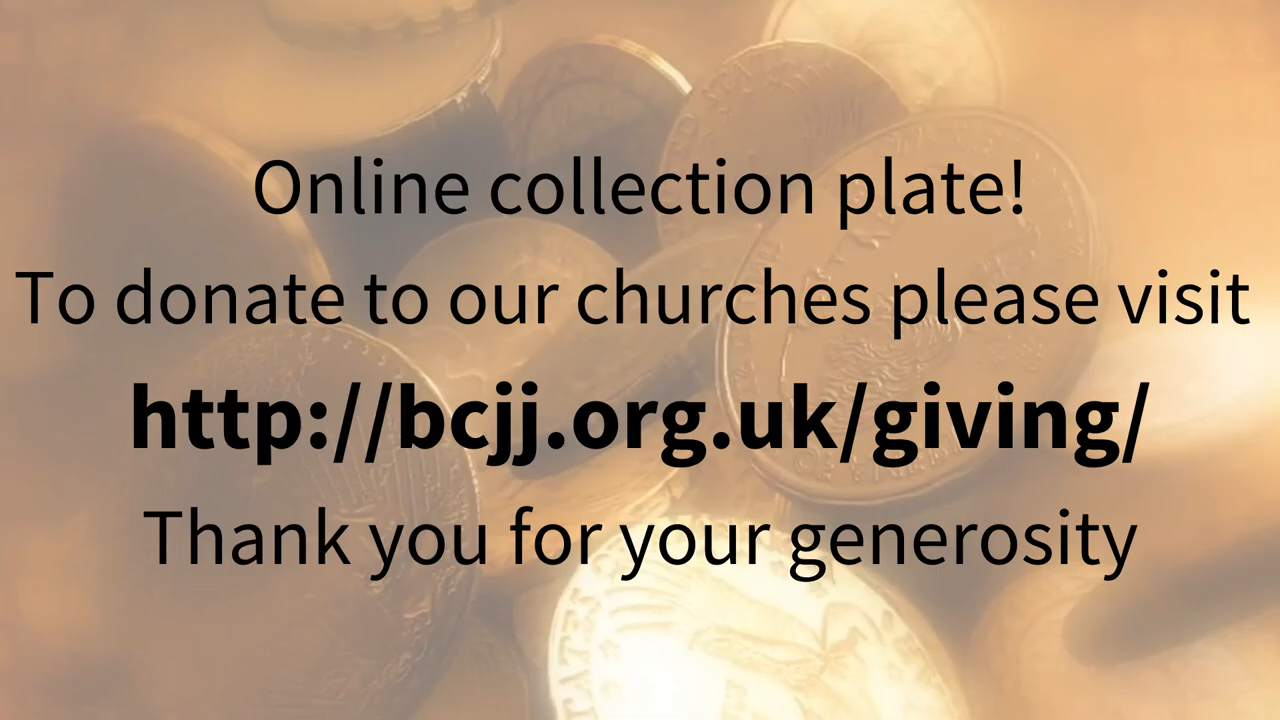 Online collection plate!
To donate to our churches please visit
http://bcjj.org.uk/giving/
Thank you for your generosity